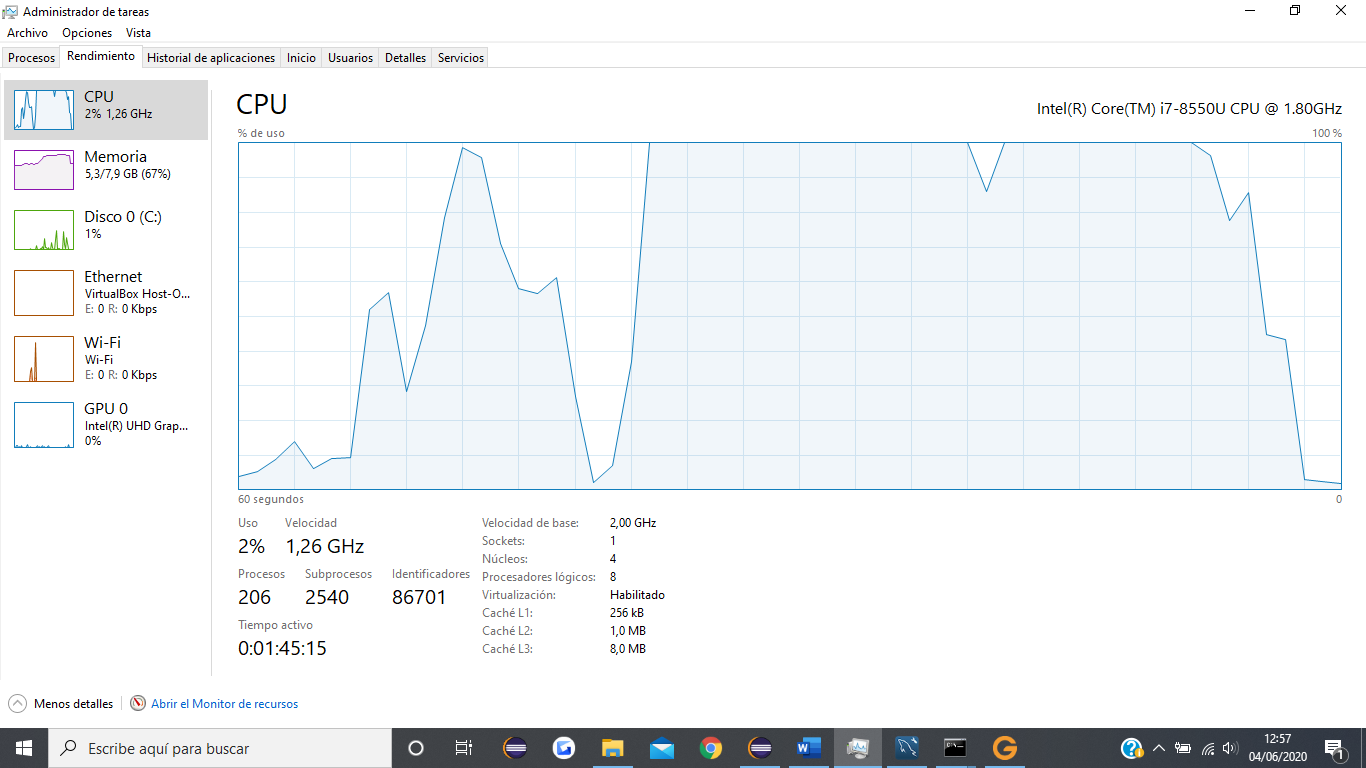 Administrador de tareas
Archivo Opciones Vista
Procesos Rendimiento Historial de aplicaciones Inicio Usuarios Detalles Servicios
CPU
2% 1,26 GHz
Memoria
5,3/7,9 GB (67%)
Disco 0 (C:)
1%
Ethernet
VirtualBox Host-O...
E: 0 R: 0 Kbps
Wi-Fi
Wi-Fi
E: 0 R: 0 Kbps
GPU 0
Intel(R) UHD Grap...
0%
CPU Intel(R) Core(TM) i7-8550U CPU @ 1.80GHz
% de uso 100 %
60 segundos 0
Uso Velocidad
2% 1,26 GHz
Procesos Subprocesos Identificadores
206 2540 86701
Tiempo activo
0:01:45:15
Velocidad de base: 2,00 GHz
Sockets: 1
Núcleos: 4
Procesadores lógicos: 8
Virtualización: Habilitado
Caché L1: 256 kB
Caché L2: 1,0 MB
Caché L3: 8,0 MB
Menos detalles Abrir el Monitor de recursos
Escribe aquí para buscar
12:57
04/06/2020
1